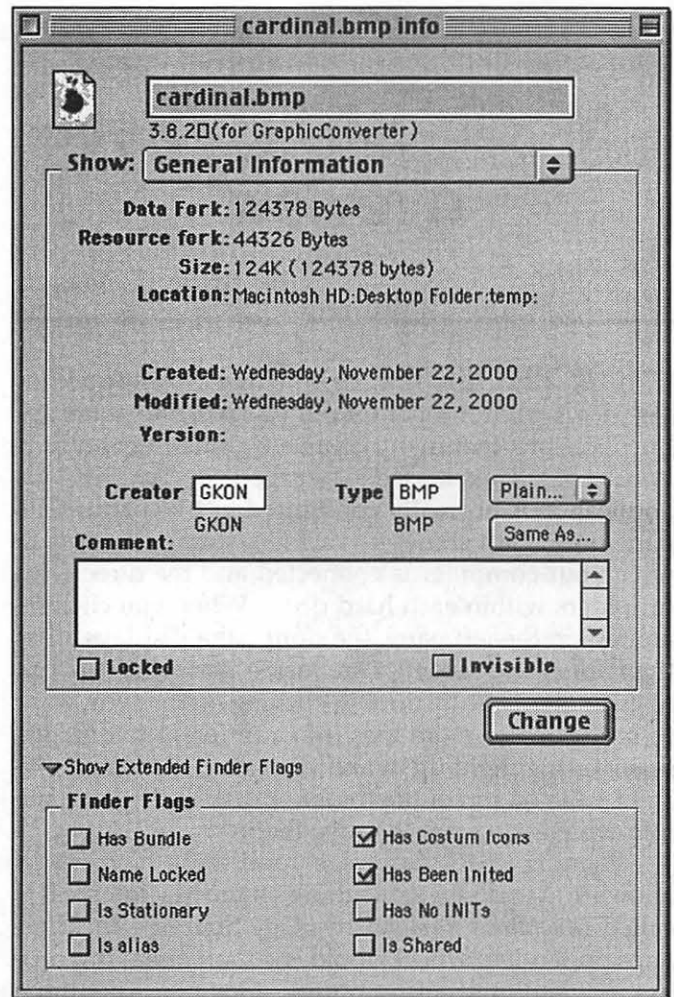 cardinal.bmp info
cardinal.bmp
3.8.2□(for GraphicConverter)
Show: General Information
Data Fork: 124378 Bytes
Resource fork: 44326 Bytes
Size: 124K (124378 bytes)
Location: Macintosh HD:Desktop Folder:temp:
Created: Wednesday, November 22, 2000
Modified: Wednesday, November 22, 2000
Version:
Creator GKON Type BMP Plain...
GKON BMP Same As...
Comment:
Locked Invisible
Change
Show Extended Finder Flags
Finder Flags
Has Bundle Has Costum Icons
Name Locked Has Been Inited
Is Stationery Has No INITs
Is alias Is Shared